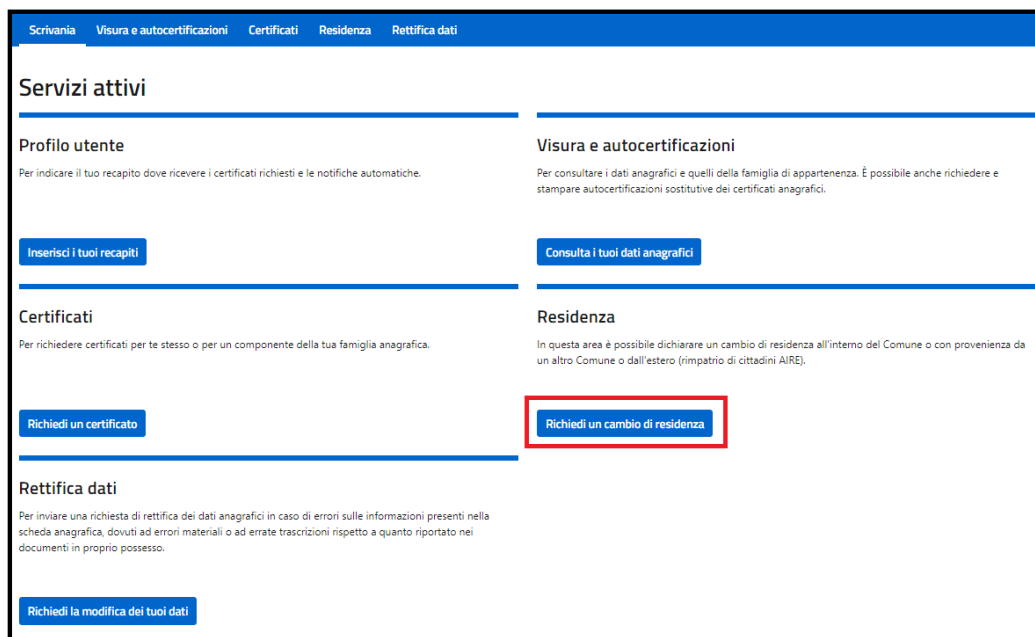 Scrivania Visura e autocertificazioni Certificati Residenza Rettifica dati
Servizi attivi
Profilo utente
Per indicare il tuo recapito dove ricevere i certificati richiesti e le notifiche automatiche.
Inserisci i tuoi recapiti
Visura e autocertificazioni
Per consultare i dati anagrafici e quelli della famiglia di appartenenza. È possibile anche richiedere e
stampare autocertificazioni sostitutive dei certificati anagrafici.
Consulta i tuoi dati anagrafici
Certificati
Per richiedere certificati per te stesso o per un componente della tua famiglia anagrafica.
Richiedi un certificato
Residenza
In questa area è possibile dichiarare un cambio di residenza all'interno del Comune o con provenienza da
un altro Comune o dall'estero (rimpatrio di cittadini AIRE).
Richiedi un cambio di residenza
Rettifica dati
Per inviare una richiesta di rettifica dei dati anagrafici in caso di errori sulle informazioni presenti nella
scheda anagrafica, dovuti ad errori materiali o ad errate trascrizioni rispetto a quanto riportato nei
documenti in proprio possesso.
Richiedi la modifica dei tuoi dati